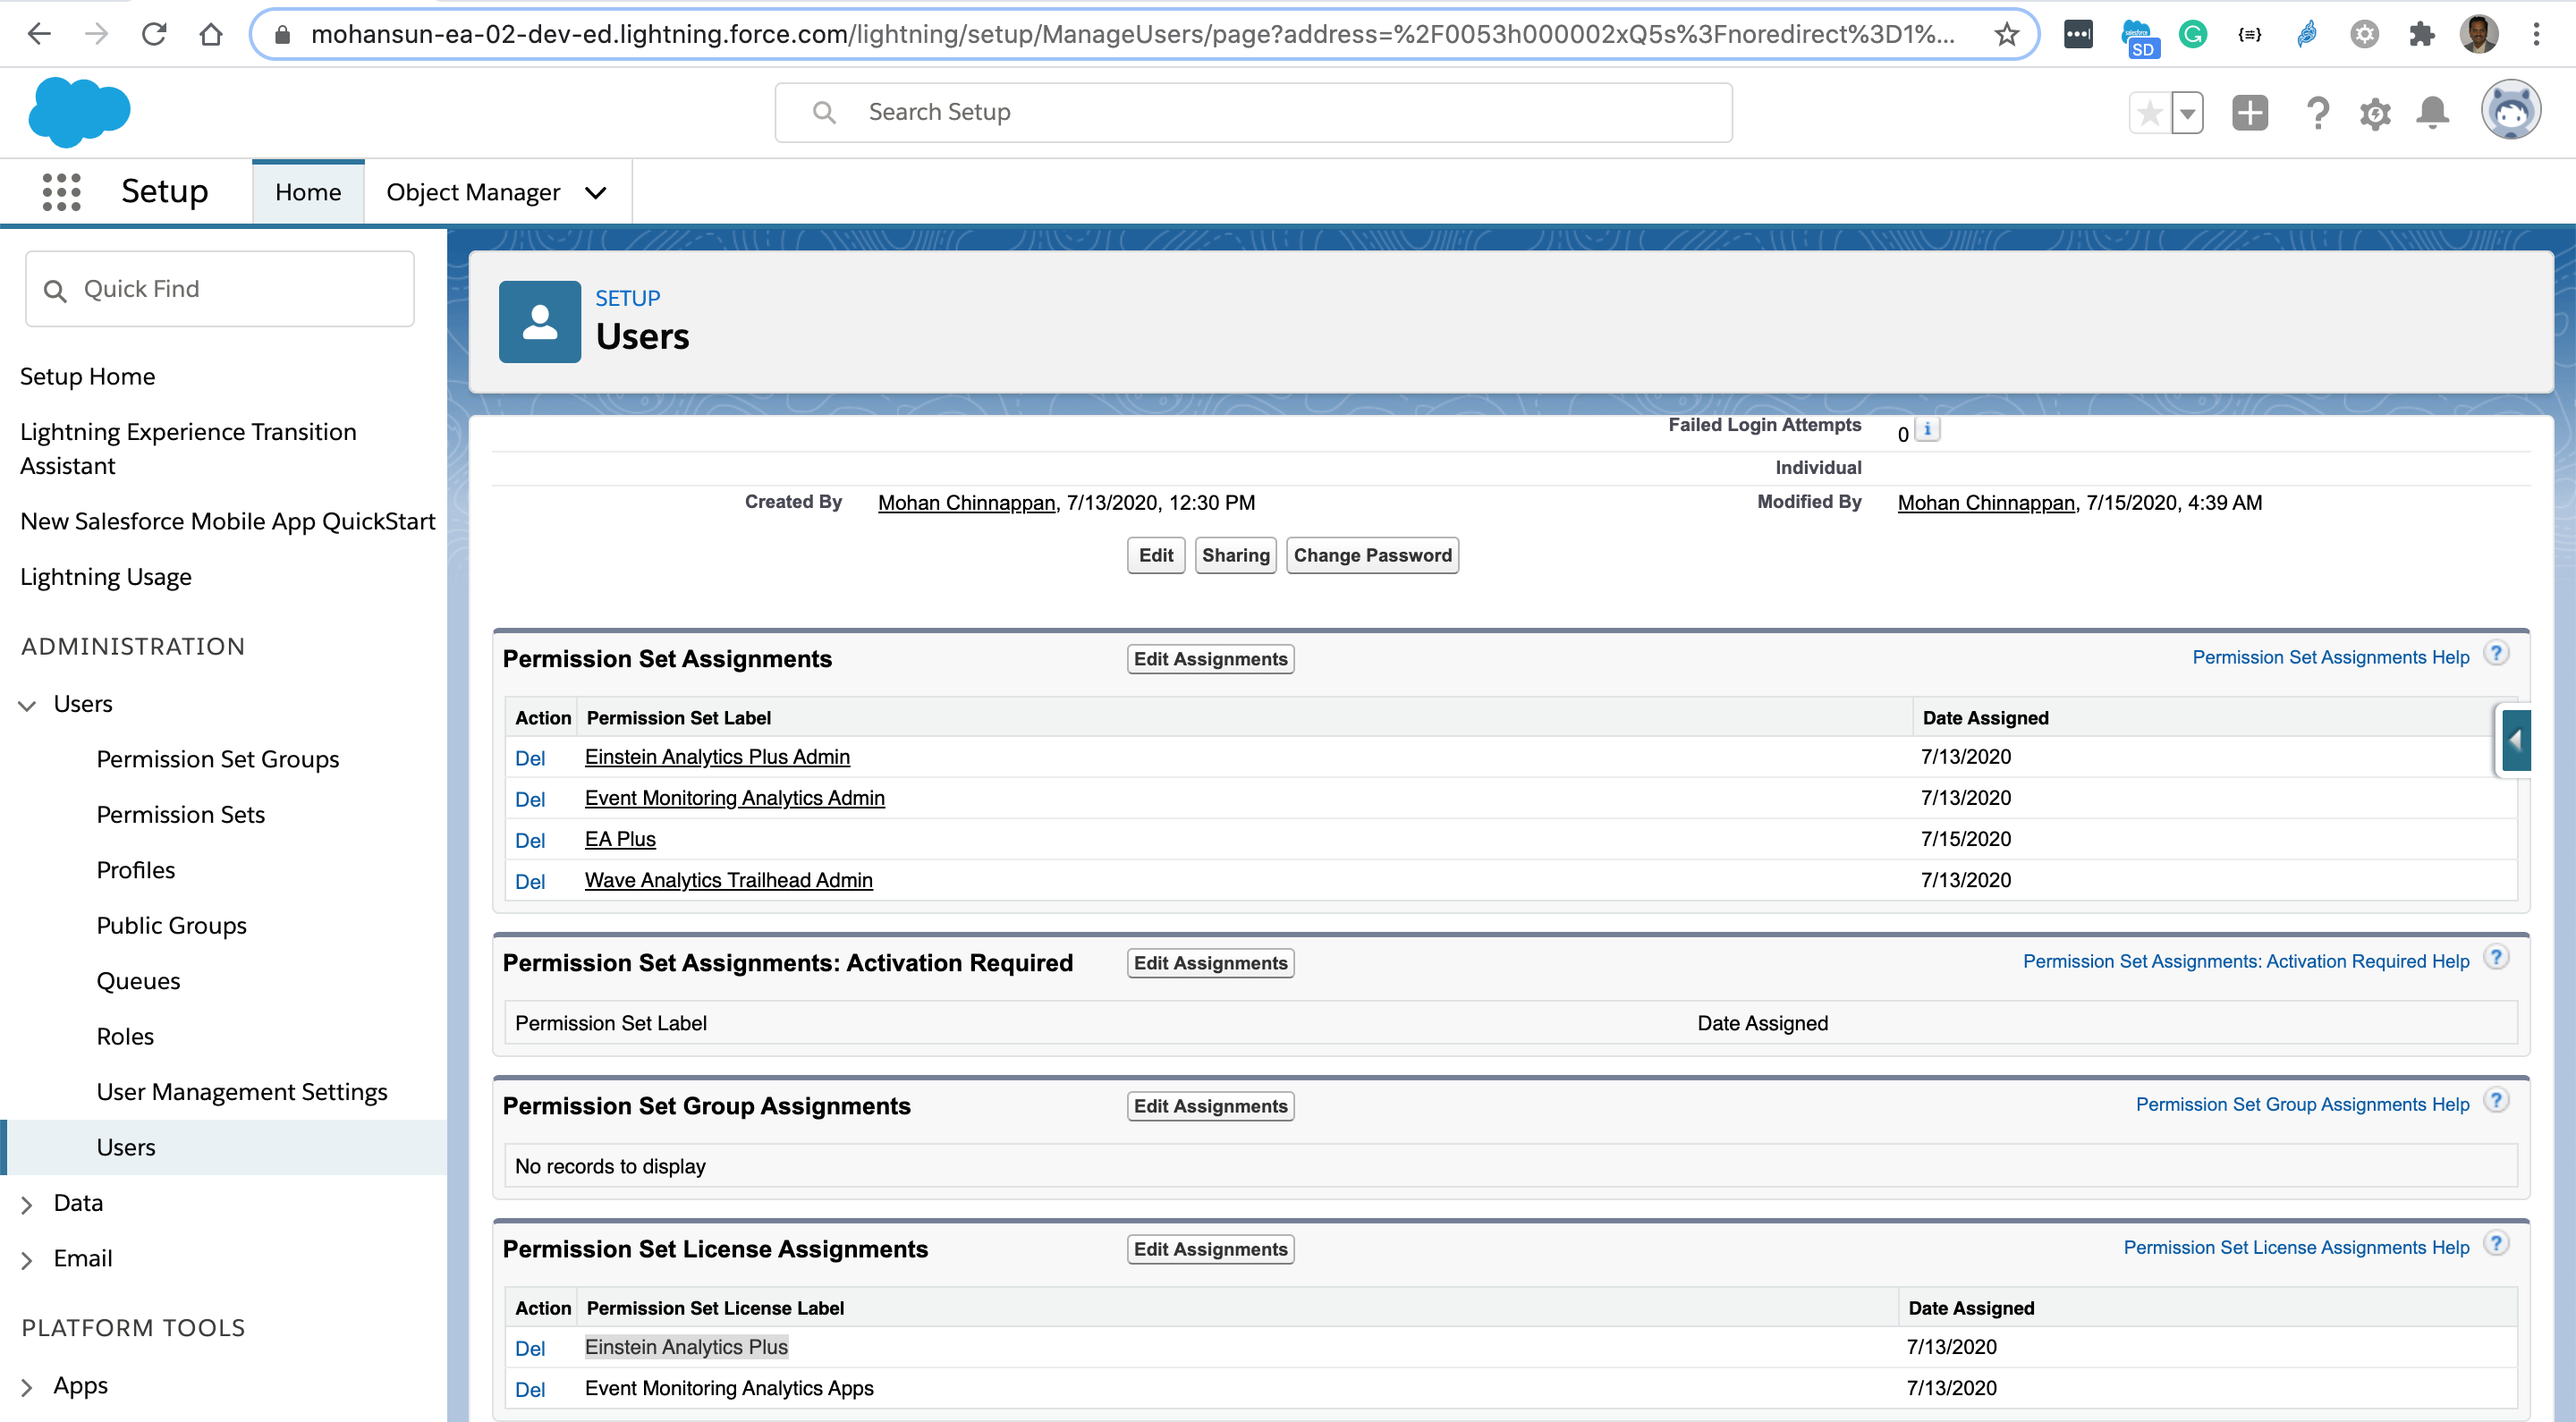 mohansun-ea-02-dev-ed.lightning.force.com/lightning/setup/ManageUsers/page?address=%2F0053h000002xQ5s%3Fnoredirect%3D1%...
SD
Search Setup
Setup
Home
Object Manager
Quick Find
Setup Home
Lightning Experience Transition
Assistant
New Salesforce Mobile App QuickStart
Lightning Usage
ADMINISTRATION
Users
Permission Set Groups
Permission Sets
Profiles
Public Groups
Queues
Roles
User Management Settings
Users
Data
Email
PLATFORM TOOLS
Apps
SETUP
Users
Failed Login Attempts 0 i
Individual
Created By Mohan Chinnappan, 7/13/2020, 12:30 PM
Modified By Mohan Chinnappan, 7/15/2020, 4:39 AM
Edit Sharing Change Password
Permission Set Assignments Edit Assignments Permission Set Assignments Help ?
Action Permission Set Label Date Assigned
Del Einstein Analytics Plus Admin 7/13/2020
Del Event Monitoring Analytics Admin 7/13/2020
Del EA Plus 7/15/2020
Del Wave Analytics Trailhead Admin 7/13/2020
Permission Set Assignments: Activation Required Edit Assignments Permission Set Assignments: Activation Required Help ?
Permission Set Label Date Assigned
Permission Set Group Assignments Edit Assignments Permission Set Group Assignments Help ?
No records to display
Permission Set License Assignments Edit Assignments Permission Set License Assignments Help ?
Action Permission Set License Label Date Assigned
Del Einstein Analytics Plus 7/13/2020
Del Event Monitoring Analytics Apps 7/13/2020